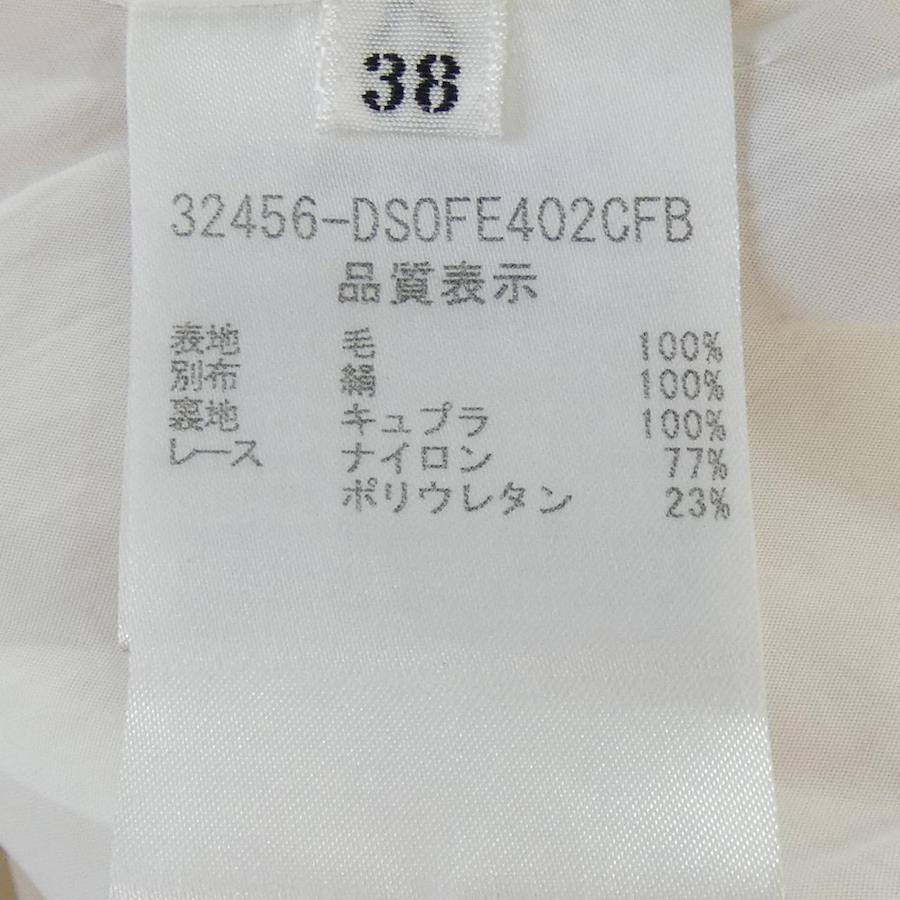 38
32456-DS0FE402CFB
品質表示
表地 毛 100%
別布 絹 100%
裏地 キュプラ 100%
レース ナイロン 77%
ポリウレタン 23%